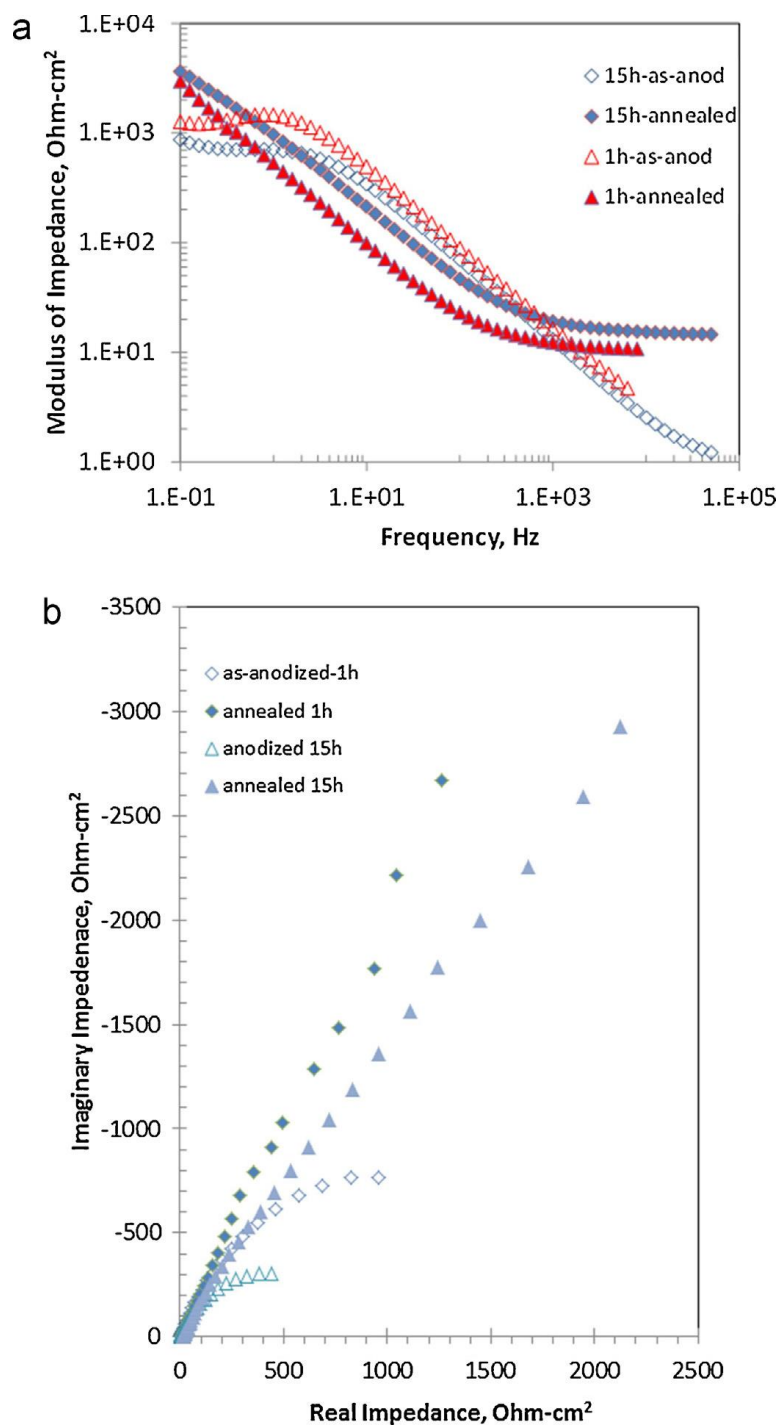 a
Modulus of Impedance, Ohm-cm²
1.E+04
1.E+03
1.E+02
1.E+01
1.E+00
15h-as-anod
15h-annealed
1h-as-anod
1h-annealed
1.E-01
1.E+01
1.E+03
1.E+05
Frequency, Hz
b
Imaginary Impedenace, Ohm-cm²
-3500
-3000
-2500
-2000
-1500
-1000
-500
0
as-anodized-1h
annealed 1h
anodized 15h
annealed 15h
0
500
1000
1500
2000
2500
Real Impedance, Ohm-cm²